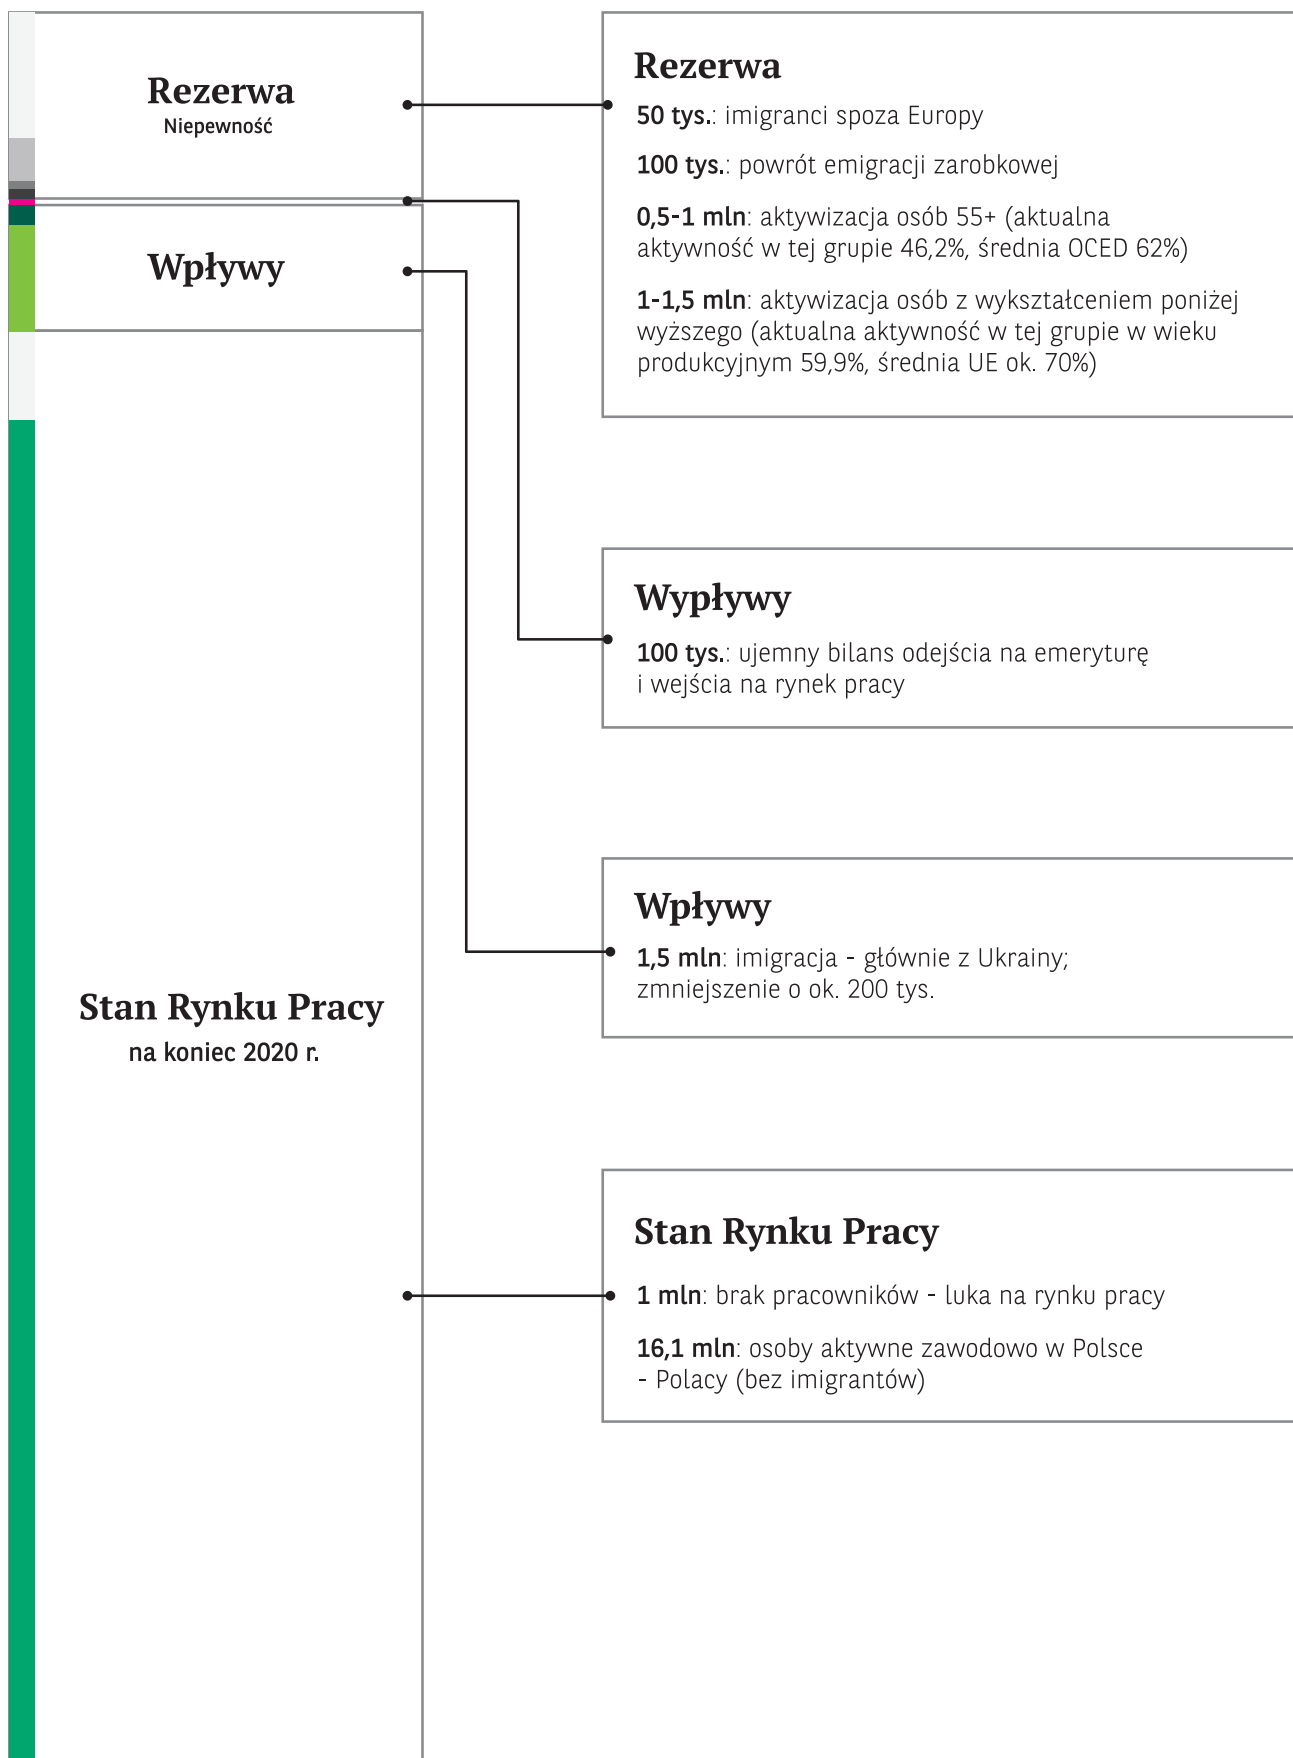 Rezerwa
Niepewność
Wpływy
Stan Rynku Pracy
na koniec 2020 r.
Rezerwa
50 tys.: imigranci spoza Europy
100 tys.: powrót emigracji zarobkowej
0,5-1 mln: aktywizacja osób 55+ (aktualna
aktywność w tej grupie 46,2%, średnia OCED 62%)
1-1,5 mln: aktywizacja osób z wykształceniem poniżej
wyższego (aktualna aktywność w tej grupie w wieku
produkcyjnym 59,9%, średnia UE ok. 70%)
Wypływy
100 tys.: ujemny bilans odejścia na emeryturę
i wejścia na rynek pracy
Wpływy
1,5 mln: imigracja - głównie z Ukrainy;
zmniejszenie o ok. 200 tys.
Stan Rynku Pracy
1 mln: brak pracowników - luka na rynku pracy
16,1 mln: osoby aktywne zawodowo w Polsce
- Polacy (bez imigrantów)